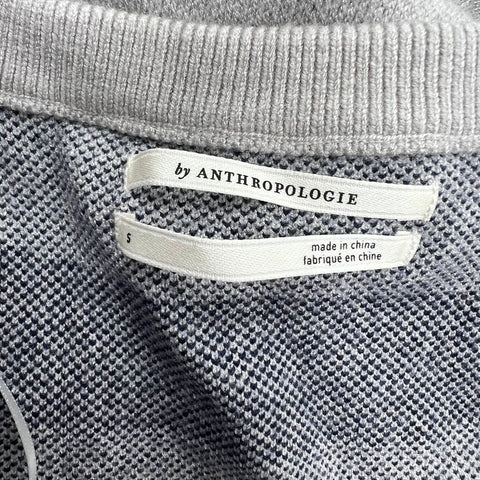 by ANTHROPOLOGIE
S
made in china
fabriqué en chine